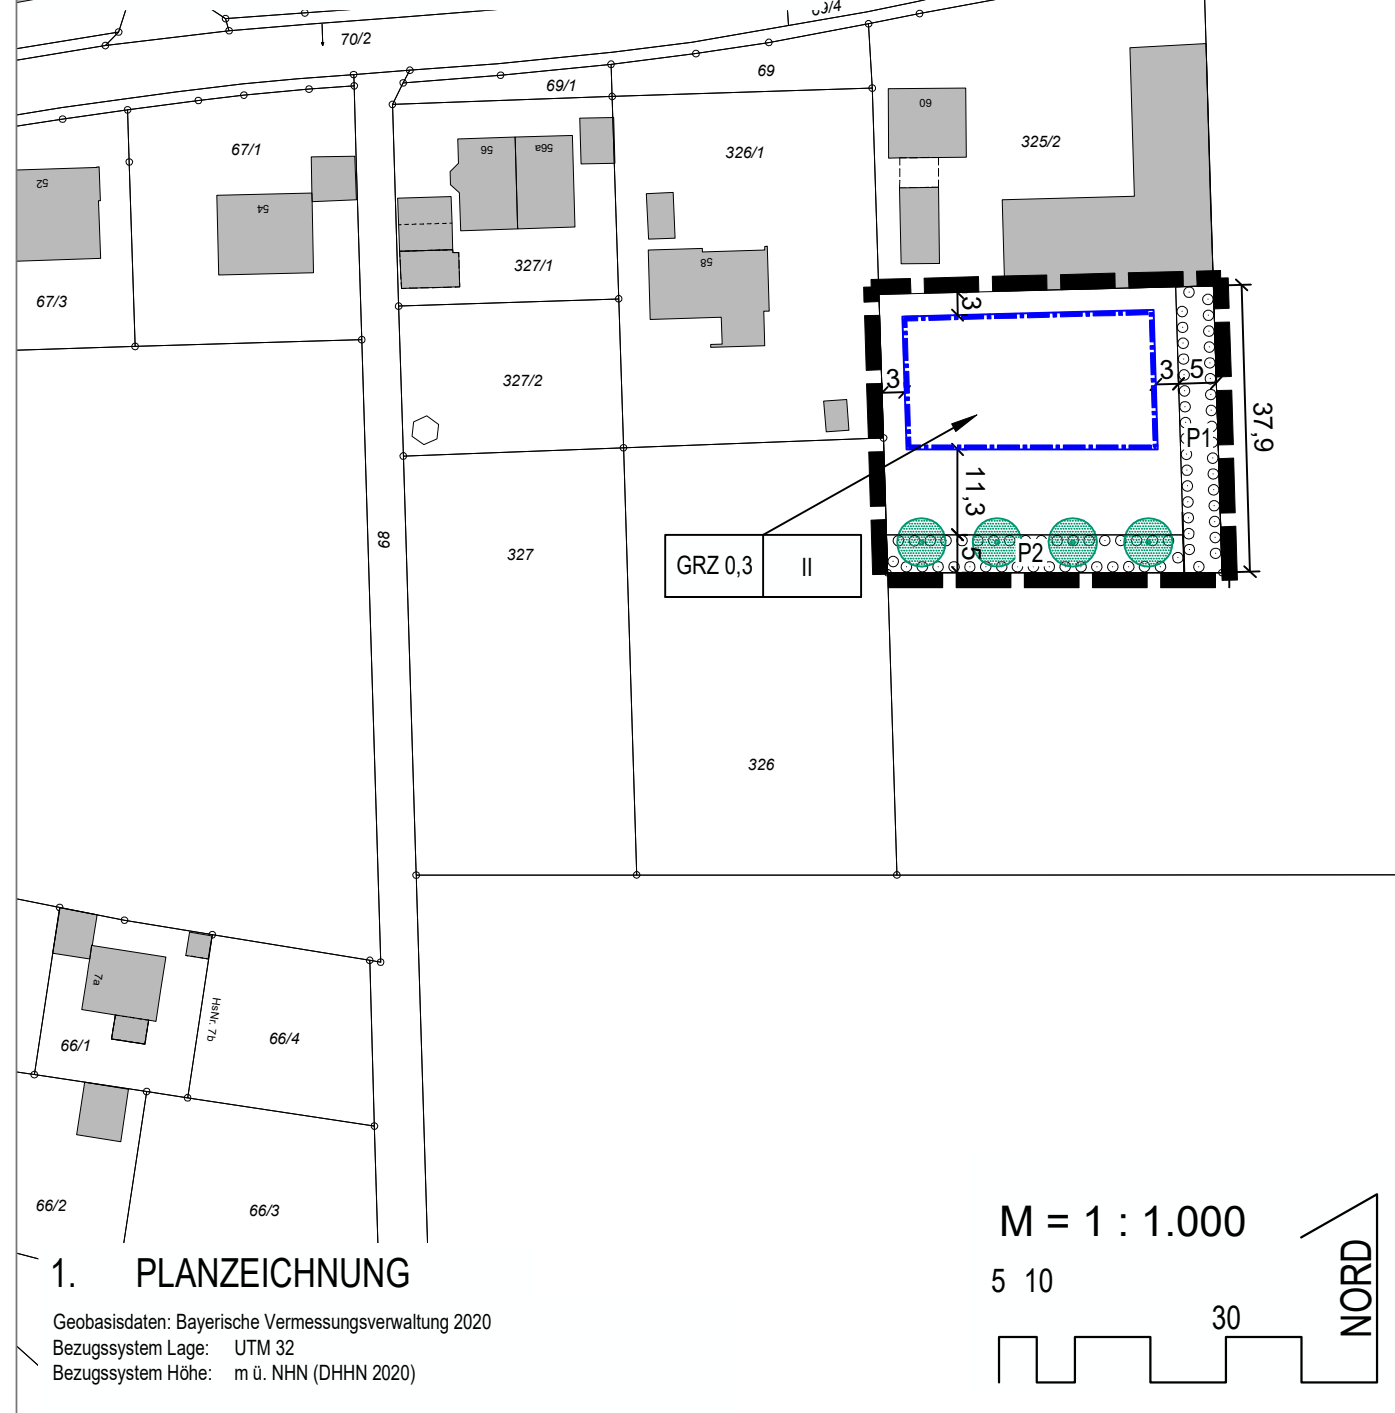 70/2
69/1
69
67/1
56
56a
326/1
60
325/2
52
54
67/3
327/1
58
327/2
3
3
3
5
37,9
P1
11,3
68
327
GRZ 0,3
II
5
P2
326
7a
HsNr. 7b
66/1
66/4
66/2
66/3
M = 1 : 1.000
1. PLANZEICHNUNG
5 10
NORD
Geobasisdaten: Bayerische Vermessungsverwaltung 2020
30
Bezugssystem Lage: UTM 32
Bezugssystem Höhe: m ü. NHN (DHHN 2020)